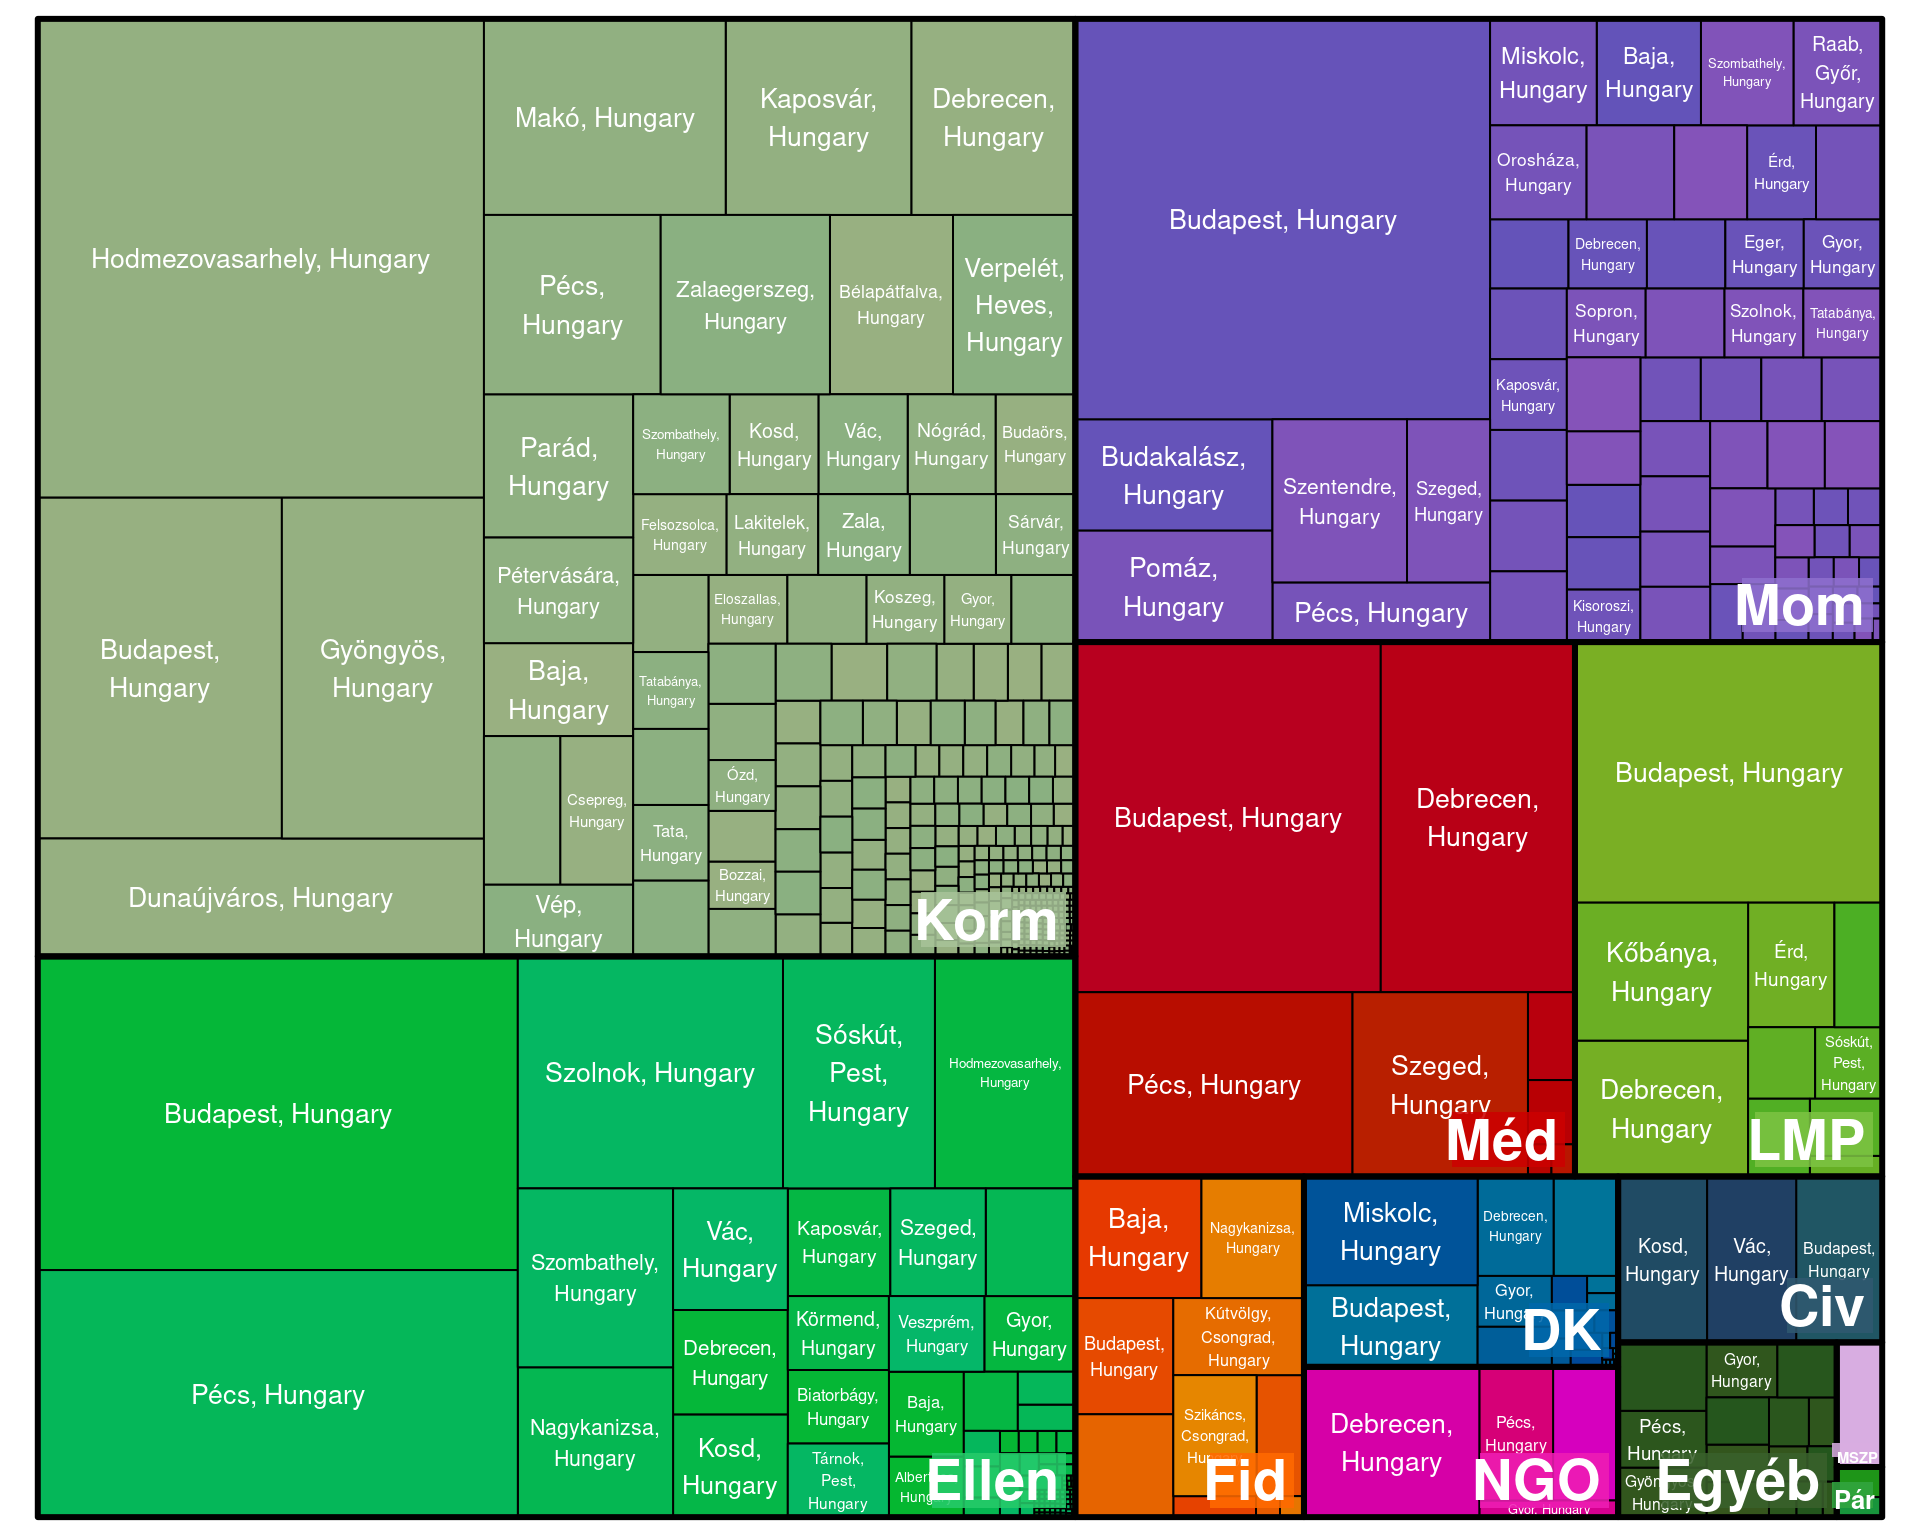 Hodmezovasarhely, Hungary
Budapest,
Hungary
Gyöngyös,
Hungary
Dunaújváros, Hungary
Makó, Hungary
Kaposvár,
Hungary
Debrecen,
Hungary
Pécs,
Hungary
Zalaegerszeg,
Hungary
Bélapátfalva,
Hungary
Verpelét,
Heves,
Hungary
Parád,
Hungary
Szombathely,
Hungary
Kosd,
Hungary
Vác,
Hungary
Nógrád,
Hungary
Budaörs,
Hungary
Felsozsolca,
Hungary
Lakitelek,
Hungary
Zala,
Hungary
Sárvár,
Hungary
Pétervására,
Hungary
Eloszallas,
Hungary
Koszeg,
Hungary
Gyor,
Hungary
Baja,
Hungary
Tatabánya,
Hungary
Csepreg,
Hungary
Ózd,
Hungary
Tata,
Hungary
Bozzai,
Hungary
Vép,
Hungary
Korm
Budapest, Hungary
Miskolc,
Hungary
Baja,
Hungary
Szombathely,
Hungary
Raab,
Győr,
Hungary
Orosháza,
Hungary
Érd,
Hungary
Debrecen,
Hungary
Eger,
Hungary
Gyor,
Hungary
Sopron,
Hungary
Szolnok,
Hungary
Tatabánya,
Hungary
Kaposvár,
Hungary
Budakalász,
Hungary
Szentendre,
Hungary
Szeged,
Hungary
Pomáz,
Hungary
Pécs, Hungary
Kisoroszi,
Hungary
Mom
Budapest, Hungary
Pécs, Hungary
Szolnok, Hungary
Sóskút,
Pest,
Hungary
Hodmezovasarhely,
Hungary
Szombathely,
Hungary
Vác,
Hungary
Kaposvár,
Hungary
Szeged,
Hungary
Debrecen,
Hungary
Körmend,
Hungary
Veszprém,
Hungary
Gyor,
Hungary
Nagykanizsa,
Hungary
Kosd,
Hungary
Biatorbágy,
Hungary
Baja,
Hungary
Tárnok,
Pest,
Hungary
Ellen
Budapest, Hungary
Debrecen,
Hungary
Pécs, Hungary
Szeged,
Hungary
Méd
Budapest, Hungary
Kőbánya,
Hungary
Érd,
Hungary
Debrecen,
Hungary
Sóskút,
Pest,
Hungary
LMP
Baja,
Hungary
Nagykanizsa,
Hungary
Budapest,
Hungary
Kútvölgy,
Csongrad,
Hungary
Szikáncs,
Csongrad,
Fid
Miskolc,
Hungary
Debrecen,
Hungary
Budapest,
Hungary
Gyor,
DK
Debrecen,
Hungary
Pécs,
Hungary
Gyor, Hungary
NGO
Kosd,
Hungary
Vác,
Hungary
Budapest,
Hungary
Civ
Gyor,
Hungary
Pécs,
Hungary
Hungary
Egyéb
MSZP
Pár